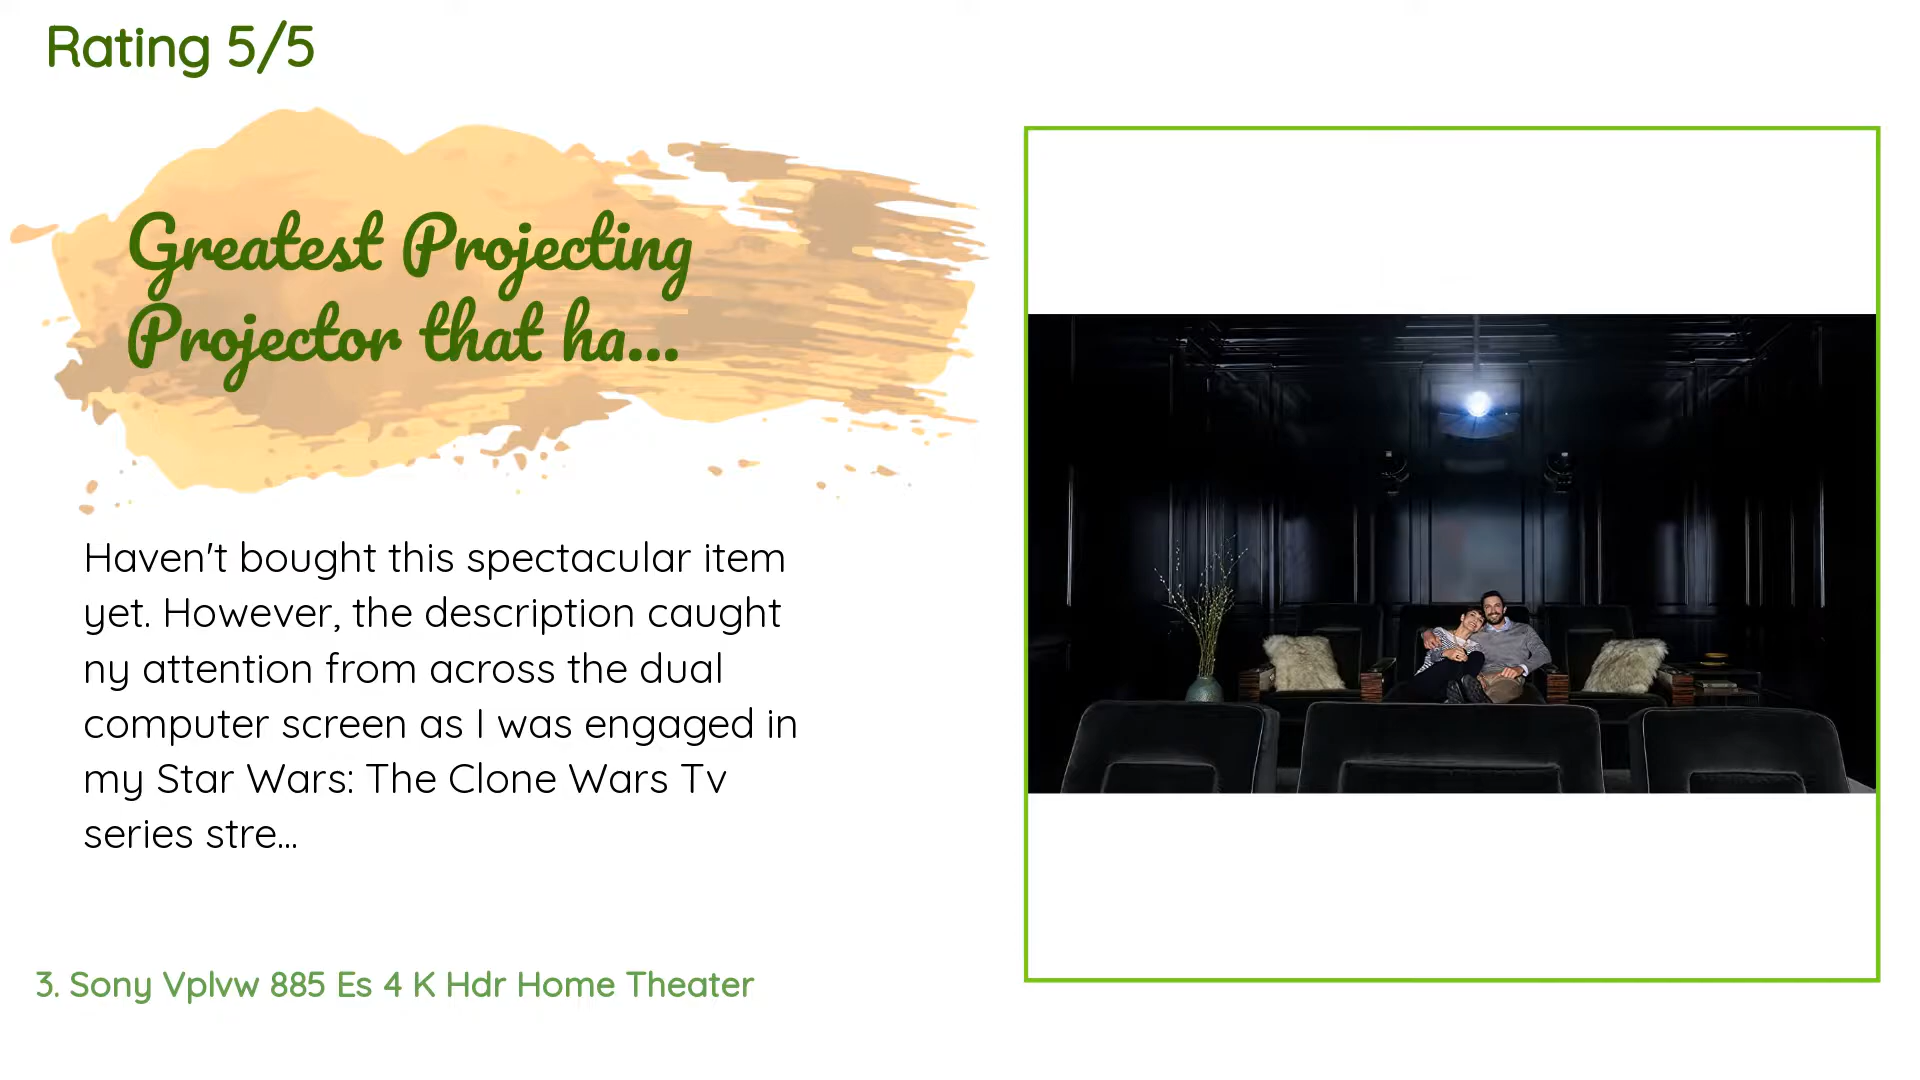 Rating 5/5
Greatest Projecting
Projector that ha...
Haven't bought this spectacular item
yet. However, the description caught
ny attention from across the dual
computer screen as I was engaged in
my Star Wars: The Clone Wars Tv
series stre...
3. Sony Vplvw 885 Es 4 K Hdr Home Theater